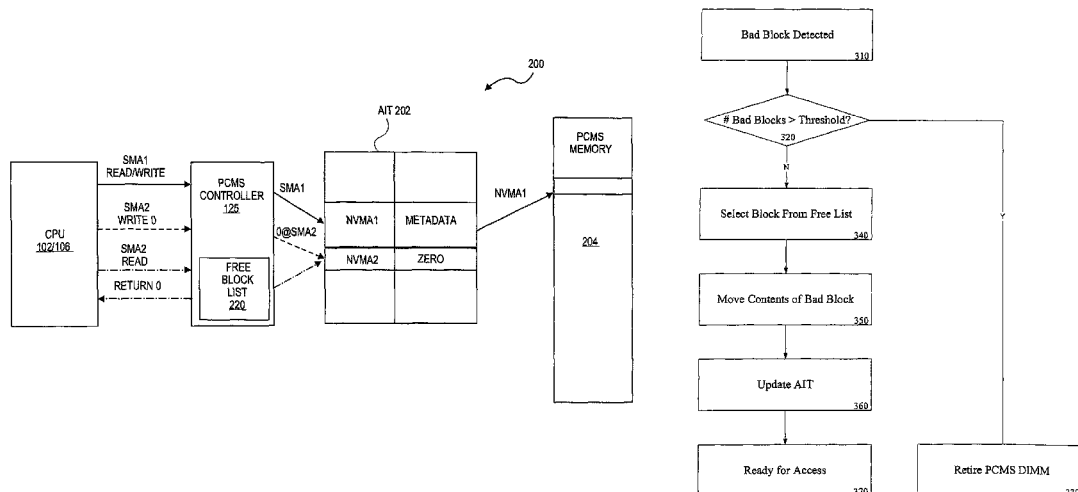 200
AIT 202
CPU
102/106
SMA1
READ/WRITE
SMA2
WRITE 0
SMA2
READ
RETURN 0
PCMS
CONTROLLER
125
FREE
BLOCK
LIST
220
SMA1
0@SMA2
NVMA1
METADATA
NVMA2
ZERO
NVMA1
PCMS
MEMORY
204
Bad Block Detected
310
# Bad Blocks > Threshold?
320
N
Y
Select Block From Free List
340
Move Contents of Bad Block
350
Update AIT
360
Ready for Access
370
Retire PCMS DIMM